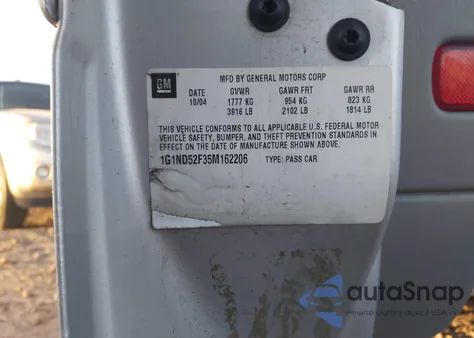 GM
MFD BY GENERAL MOTORS CORP
DATE GVWR GAWR FRT GAWR RR
10/04 1777 KG 954 KG 823 KG
3916 LB 2102 LB 1814 LB
THIS VEHICLE CONFORMS TO ALL APPLICABLE U.S. FEDERAL MOTOR
VEHICLE SAFETY, BUMPER, AND THEFT PREVENTION STANDARDS IN
EFFECT ON THE DATE OF MANUFACTURE SHOWN ABOVE.
1G1ND52F35M162206 TYPE: PASS CAR
autoSnap